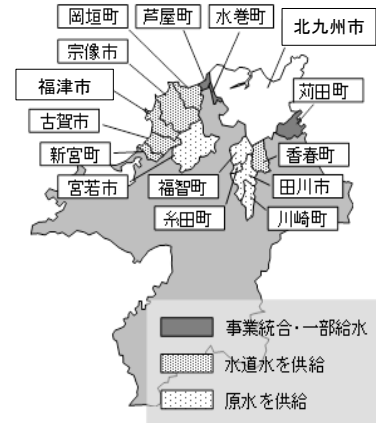 岡垣町
芦屋町
水巻町
北九州市
宗像市
福津市
苅田町
古賀市
新宮町
香春町
宮若市
福智町
田川市
糸田町
川崎町
事業統合・一部給水
水道水を供給
原水を供給